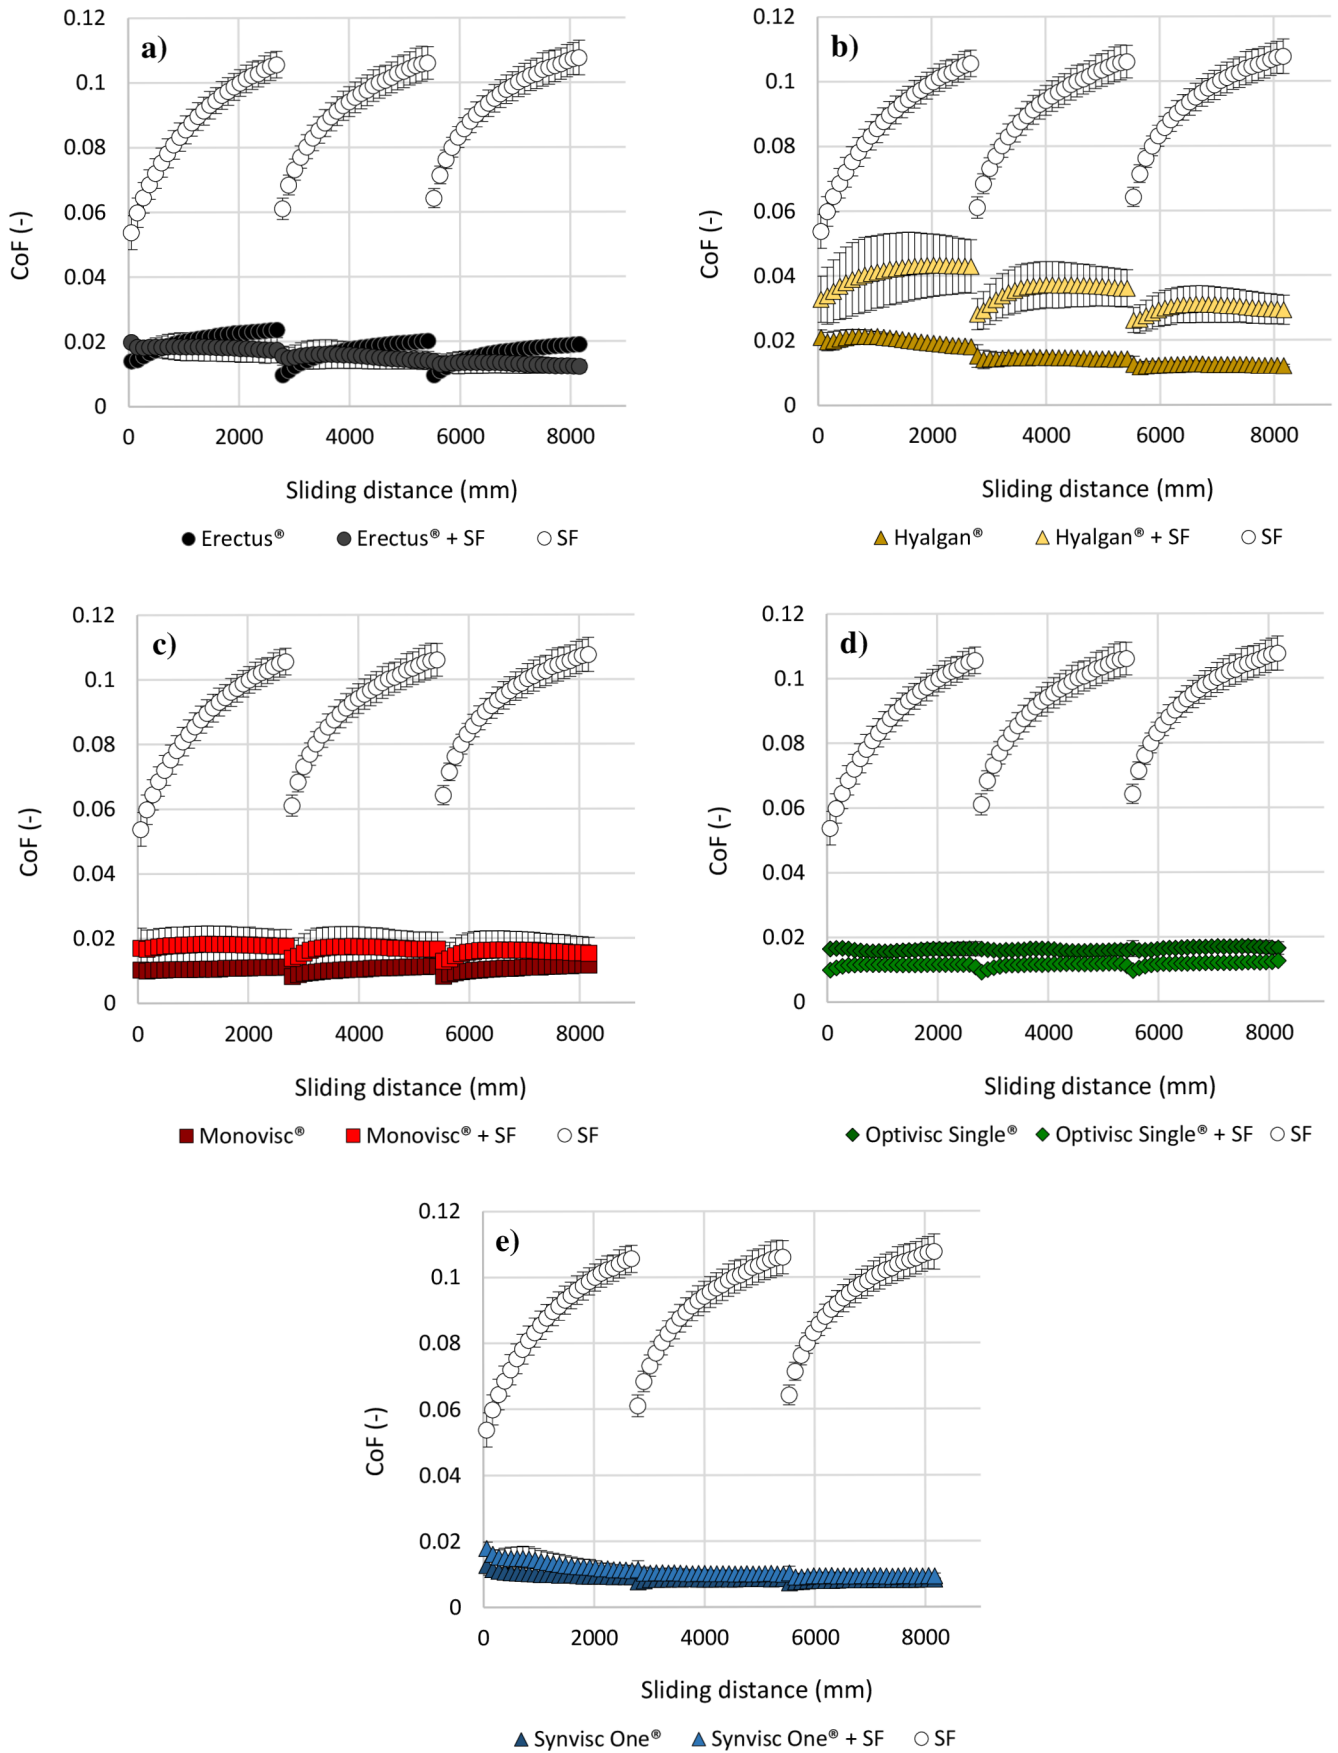 a)
CoF (-)
0.12
0.1
0.08
0.06
0.04
0.02
0
0 2000 4000 6000 8000
Sliding distance (mm)
Erectus® Erectus® + SF SF
b)
CoF (-)
0.12
0.1
0.08
0.06
0.04
0.02
0
0 2000 4000 6000 8000
Sliding distance (mm)
Hyalgan® Hyalgan® + SF SF
c)
CoF (-)
0.12
0.1
0.08
0.06
0.04
0.02
0
0 2000 4000 6000 8000
Sliding distance (mm)
Monovisc® Monovisc® + SF SF
d)
CoF (-)
0.12
0.1
0.08
0.06
0.04
0.02
0
0 2000 4000 6000 8000
Sliding distance (mm)
Optivisc Single® Optivisc Single® + SF SF
e)
CoF (-)
0.12
0.1
0.08
0.06
0.04
0.02
0
0 2000 4000 6000 8000
Sliding distance (mm)
Synvisc One® Synvisc One® + SF SF